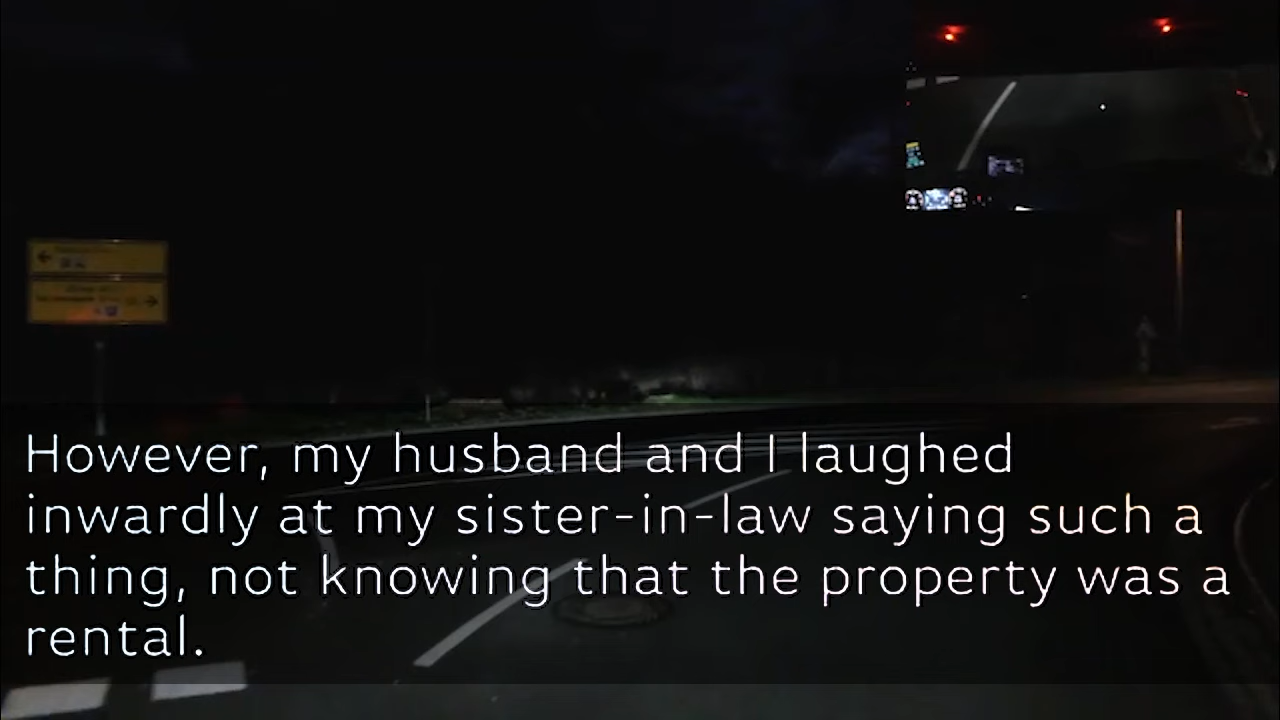 However, my husband and I laughed
inwardly at my sister-in-law saying such a
thing, not knowing that the property was a
rental.